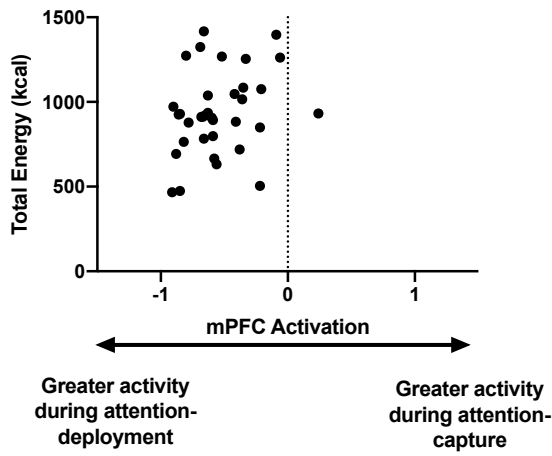 1500
1000
500
0
Total Energy (kcal)
-1 0 1
mPFC Activation
Greater activity
during attention-
deployment
Greater activity
during attention-
capture